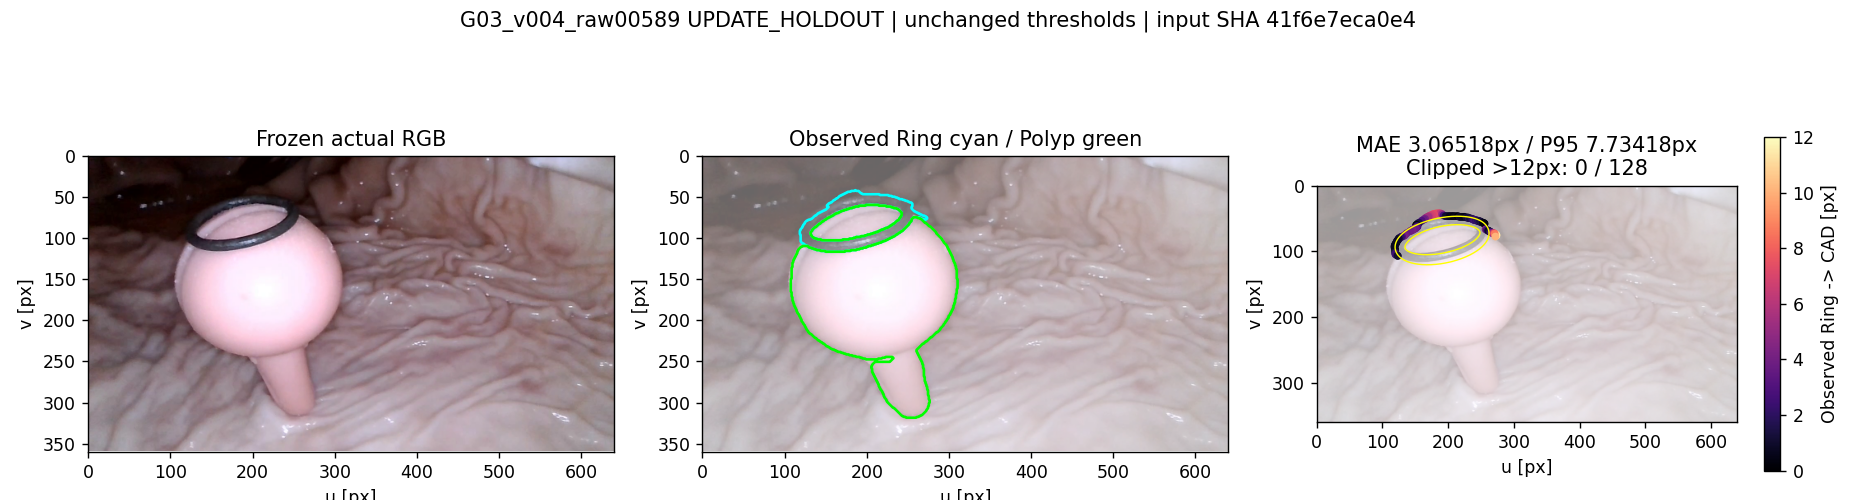 G03_v004_raw00589 UPDATE_HOLDOUT | unchanged thresholds | input SHA 41f6e7eca0e4
Frozen actual RGB
0
50
100
150
200
250
300
350
v [px]
0 100 200 300 400 500 600
u [px]
Observed Ring cyan / Polyp green
0
50
100
150
200
250
300
350
v [px]
0 100 200 300 400 500 600
u [px]
MAE 3.06518px / P95 7.73418px
Clipped >12px: 0 / 128
0
100
200
300
v [px]
0 100 200 300 400 500 600
u [px]
12
10
8
6
4
2
0
Observed Ring -> CAD [px]